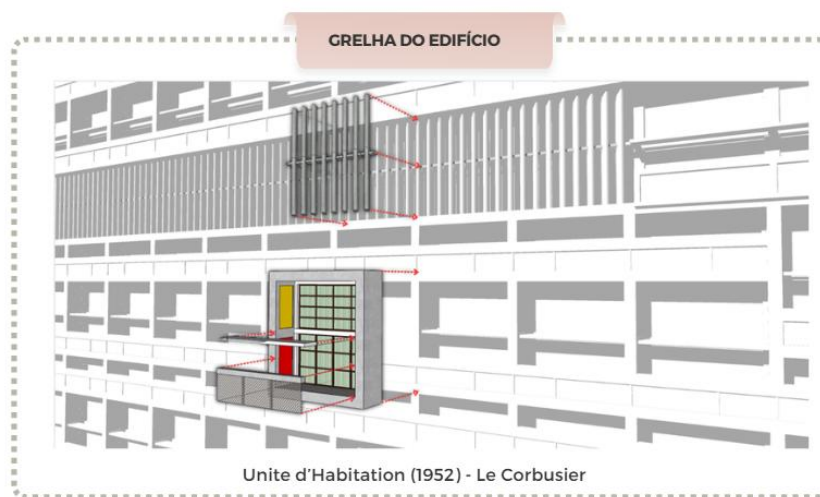 GRELHA DO EDIFÍCIO
Unite d'Habitation (1952) - Le Corbusier